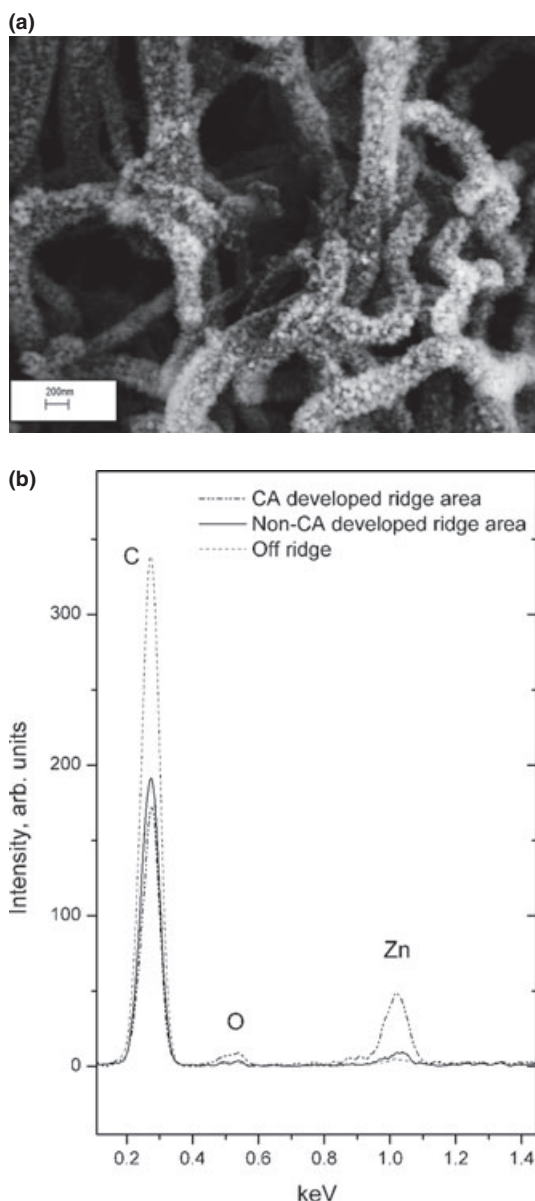 (a)
200nm
(b)
CA developed ridge area
Non-CA developed ridge area
Off ridge
C
O
Zn
Intensity, arb. units
300
200
100
0
0.2 0.4 0.6 0.8 1.0 1.2 1.4
keV